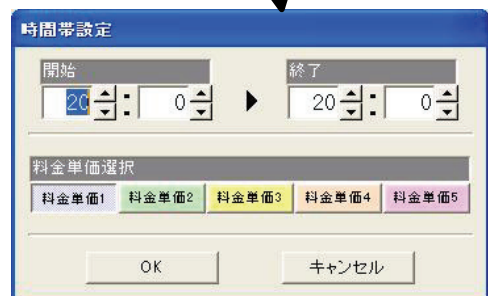 時間帯設定
開始 終了
20 : 0 ▶ 20 : 0
料金単価選択
料金単価1 料金単価2 料金単価3 料金単価4 料金単価5
OK キャンセル